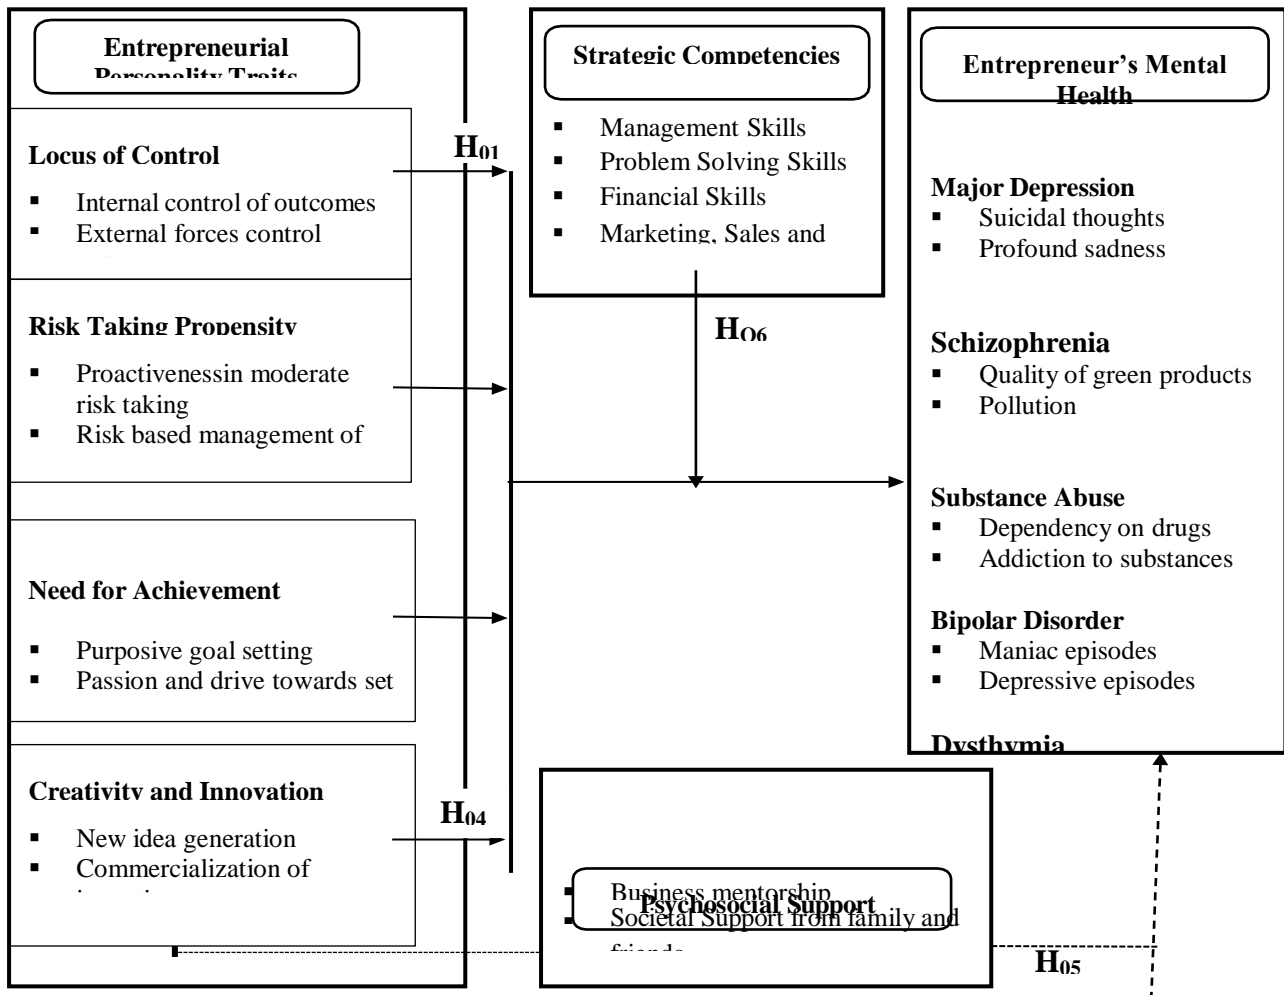 Entrepreneurial
Personality Traits
Locus of Control
▪ Internal control of outcomes
▪ External forces control
Risk Taking Propensity
▪ Proactivenessin moderate
risk taking
▪ Risk based management of
Need for Achievement
▪ Purposive goal setting
▪ Passion and drive towards set
Creativity and Innovation
▪ New idea generation
▪ Commercialization of
H01
H04
Strategic Competencies
▪ Management Skills
▪ Problem Solving Skills
▪ Financial Skills
▪ Marketing, Sales and
HO6
Psychosocial Support
▪ Business mentorship
▪ Societal Support from family and
friends
H05
Entrepreneur’s Mental
Health
Major Depression
▪ Suicidal thoughts
▪ Profound sadness
Schizophrenia
▪ Quality of green products
▪ Pollution
Substance Abuse
▪ Dependency on drugs
▪ Addiction to substances
Bipolar Disorder
▪ Maniac episodes
▪ Depressive episodes
Dysthymia